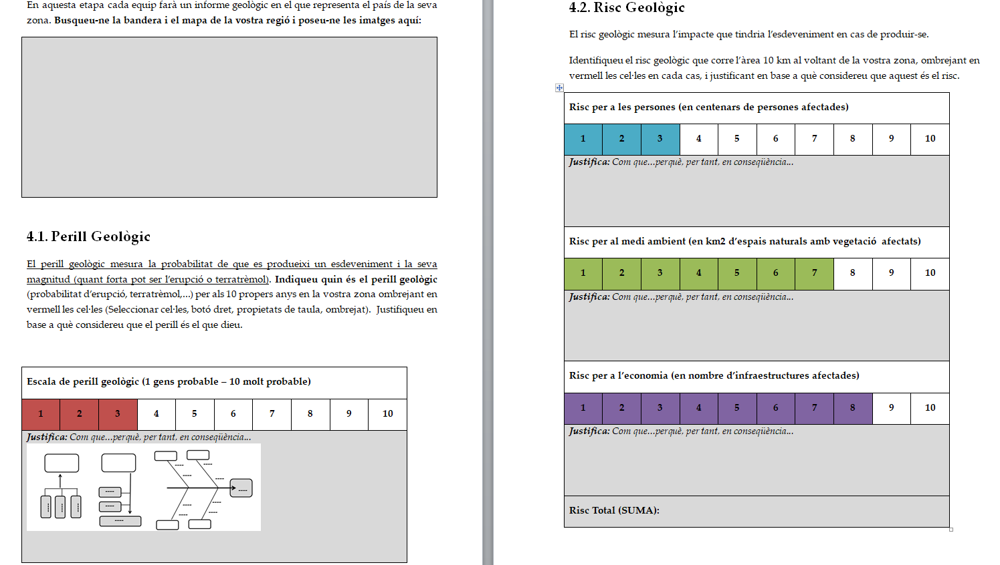 En aquesta etapa cada equip farà un informe geològic en el que representa el país de la seva
zona. Busqueu-ne la bandera i el mapa de la vostra regió i poseu-ne les imatges aquí:
4.1. Perill Geològic
El perill geològic mesura la probabilitat de que es produeixi un esdeveniment i la seva
magnitud (quant forta pot ser l'erupció o terratrèmol). Indiqueu quin és el perill geològic
(probabilitat d'erupció, terratrèmol,...) per als 10 propers anys en la vostra zona ombrejant en
vermell les cel·les (Seleccionar cel·les, botó dret, propietats de taula, ombrejat). Justifiqueu en
base a què considereu que el perill és el que dieu.
Escala de perill geològic (1 gens probable – 10 molt probable)
1 2 3 4 5 6 7 8 9 10
Justifica: Com que...perquè, per tant, en conseqüència...
4.2. Risc Geològic
El risc geològic mesura l'impacte que tindria l'esdeveniment en cas de produir-se.
Identifiqueu el risc geològic que corre l'àrea 10 km al voltant de la vostra zona, ombrejant en
vermell les cel·les en cada cas, i justificant en base a què considereu que aquest és el risc.
Risc per a les persones (en centenars de persones afectades)
1 2 3 4 5 6 7 8 9 10
Justifica: Com que...perquè, per tant, en conseqüència...
Risc per al medi ambient (en km2 d'espais naturals amb vegetació afectats)
1 2 3 4 5 6 7 8 9 10
Justifica: Com que...perquè, per tant, en conseqüència...
Risc per a l'economia (en nombre d'infraestructures afectades)
1 2 3 4 5 6 7 8 9 10
Justifica: Com que...perquè, per tant, en conseqüència...
Risc Total (SUMA):